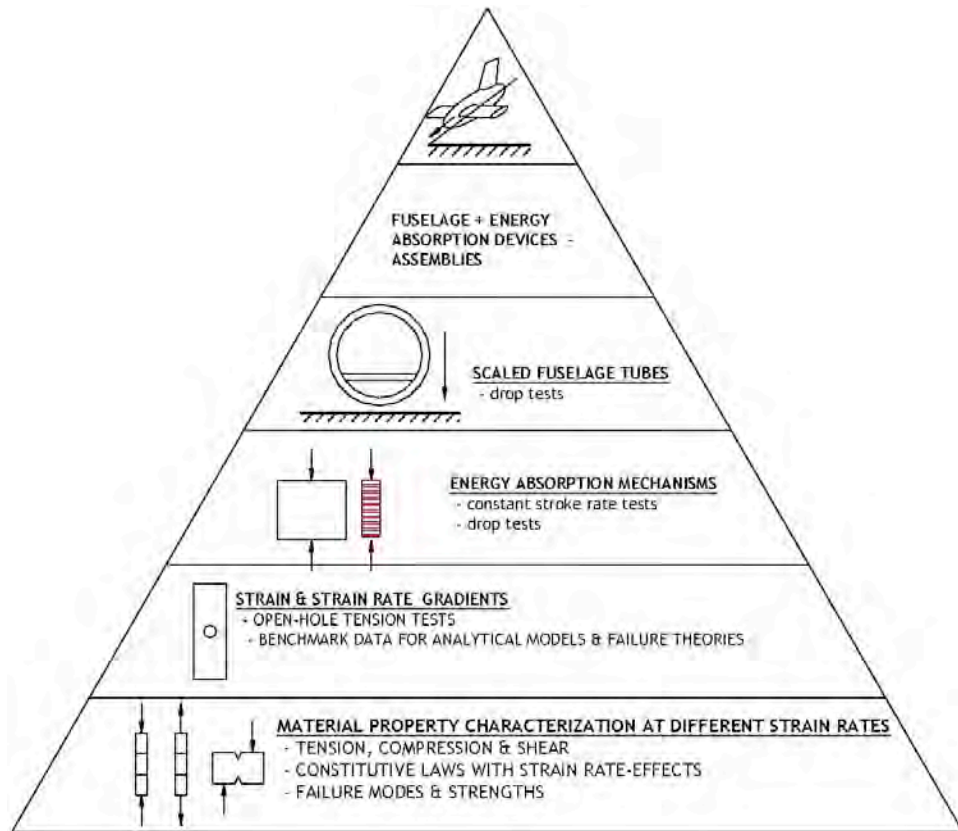 FUSELAGE + ENERGY
ABSORPTION DEVICES -
ASSEMBLIES
SCALED FUSELAGE TUBES
- drop tests
ENERGY ABSORPTION MECHANISMS
- constant stroke rate tests
- drop tests
STRAIN & STRAIN RATE GRADIENTS
- OPEN-HOLE TENSION TESTS
- BENCHMARK DATA FOR ANALYTICAL MODELS & FAILURE THEORIES
MATERIAL PROPERTY CHARACTERIZATION AT DIFFERENT STRAIN RATES
- TENSION, COMPRESSION & SHEAR
- CONSTITUTIVE LAWS WITH STRAIN RATE-EFFECTS
- FAILURE MODES & STRENGTHS